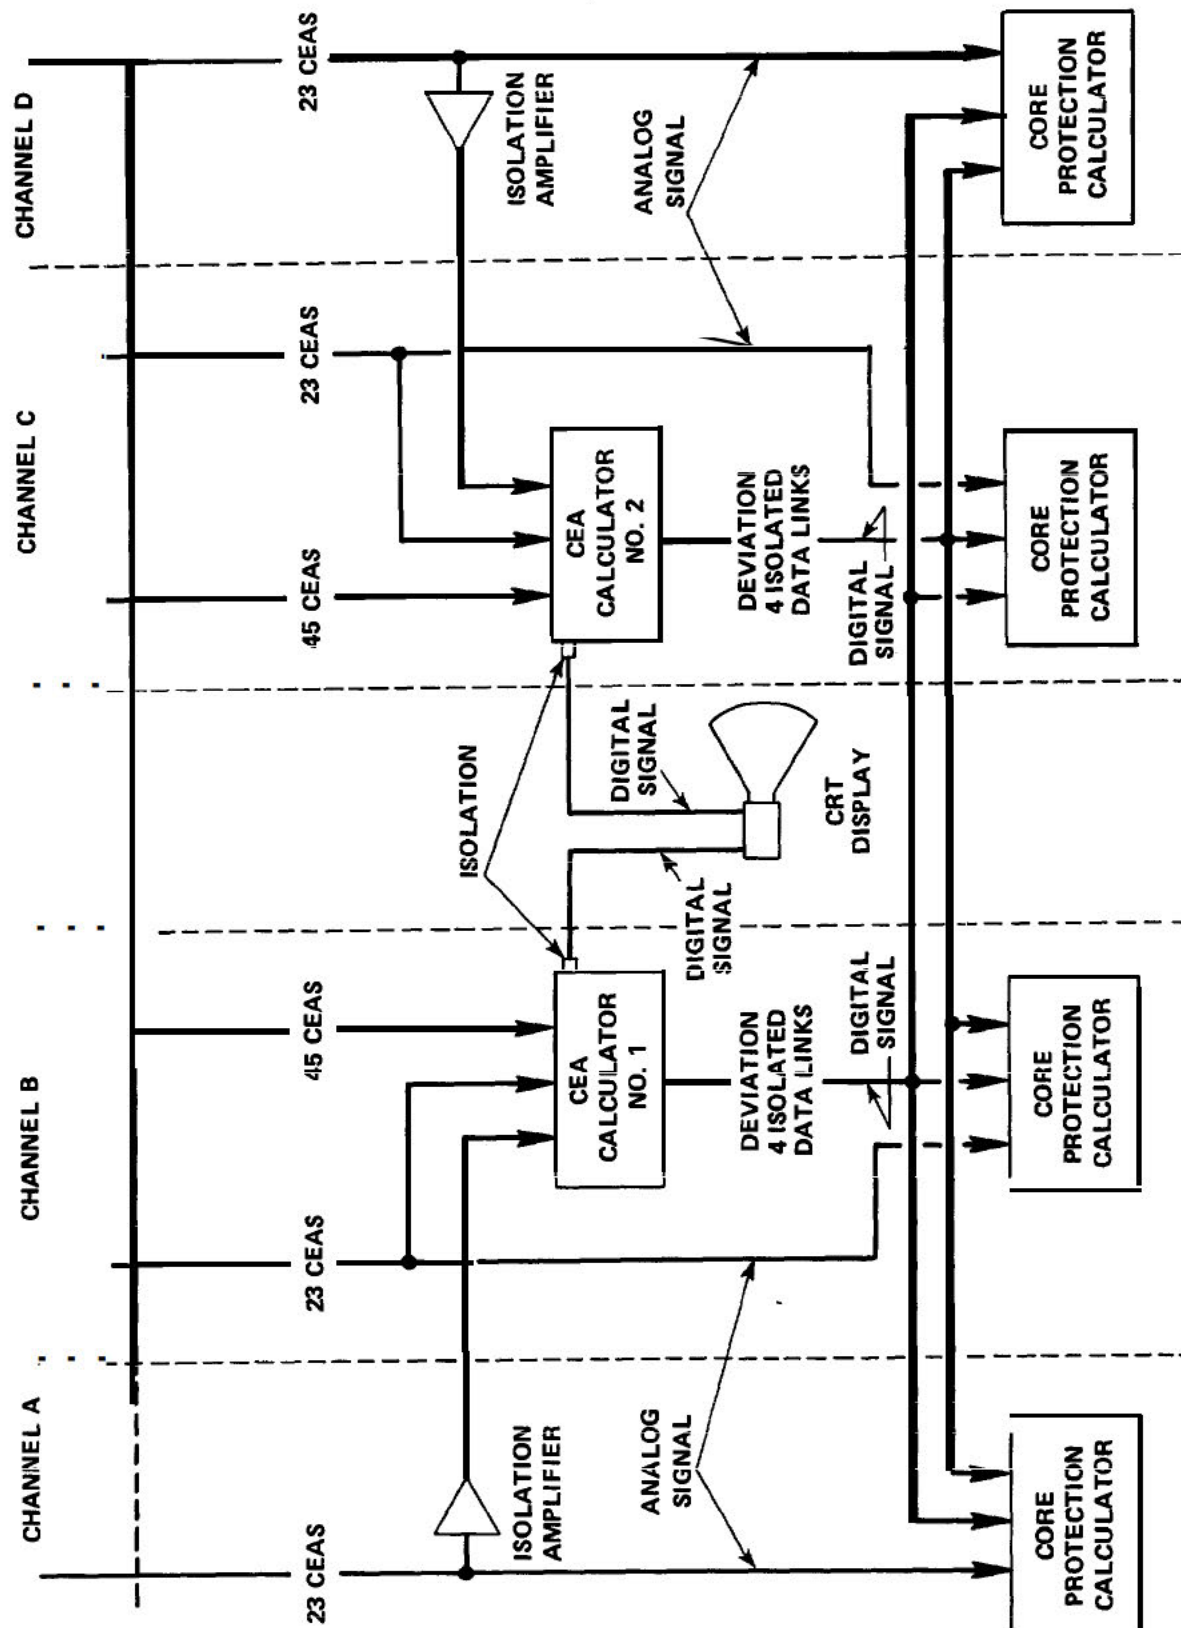 CHANNEL A
CHANNEL B
CHANNEL C
CHANNEL D
23 CEAS
23 CEAS
45 CEAS
45 CEAS
23 CEAS
23 CEAS
ISOLATION
AMPLIFIER
ISOLATION
ISOLATION
AMPLIFIER
CEA
CALCULATOR
NO. 1
CEA
CALCULATOR
NO. 2
ANALOG
SIGNAL
DIGITAL
SIGNAL
DIGITAL
SIGNAL
ANALOG
SIGNAL
DEVIATION
4 ISOLATED
DATA LINKS
CRT
DISPLAY
DEVIATION
4 ISOLATED
DATA LINKS
DIGITAL
SIGNAL
DIGITAL
SIGNAL
CORE
PROTECTION
CALCULATOR
CORE
PROTECTION
CALCULATOR
CORE
PROTECTION
CALCULATOR
CORE
PROTECTION
CALCULATOR